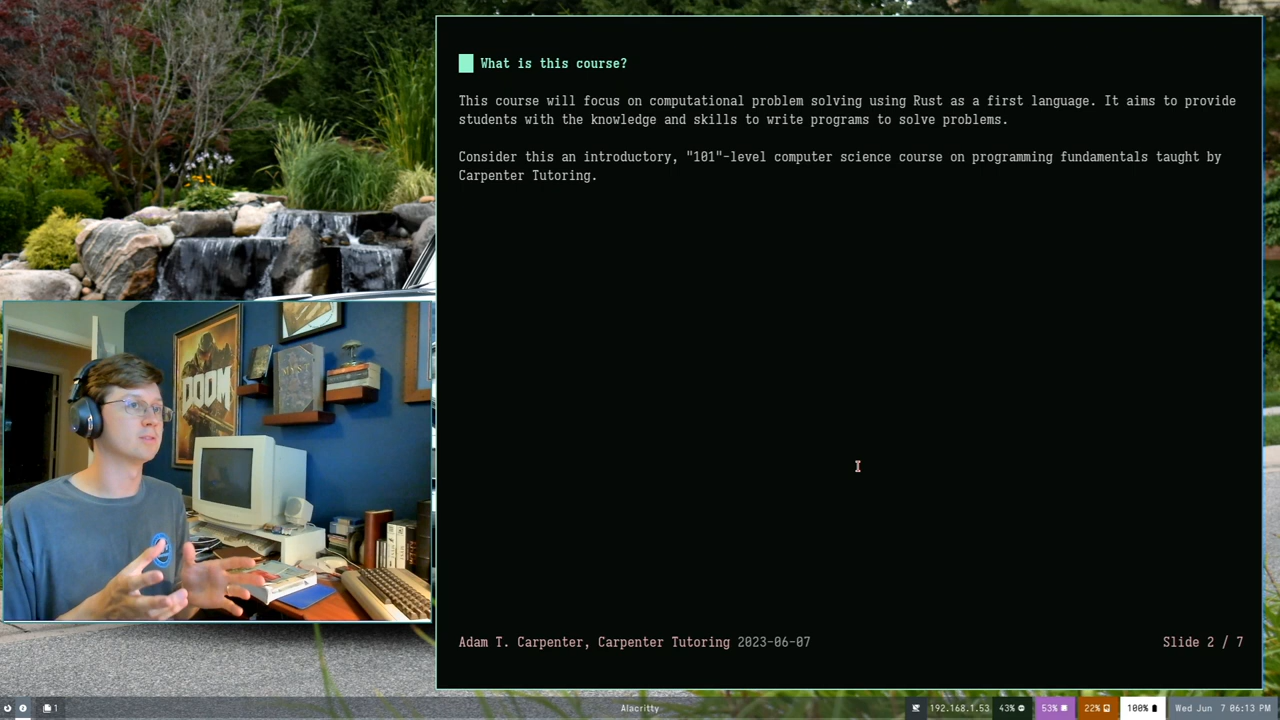 What is this course?
This course will focus on computational problem solving using Rust as a first language. It aims to provide
students with the knowledge and skills to write programs to solve problems.
Consider this an introductory, "101"-level computer science course on programming fundamentals taught by
Carpenter Tutoring.
DOOM
MYST
Adam T. Carpenter, Carpenter Tutoring 2023-06-07
Slide 2 / 7
1
Alacritty
192.168.1.53
43%
53%
22%
100%
Wed Jun 7 06:13 PM